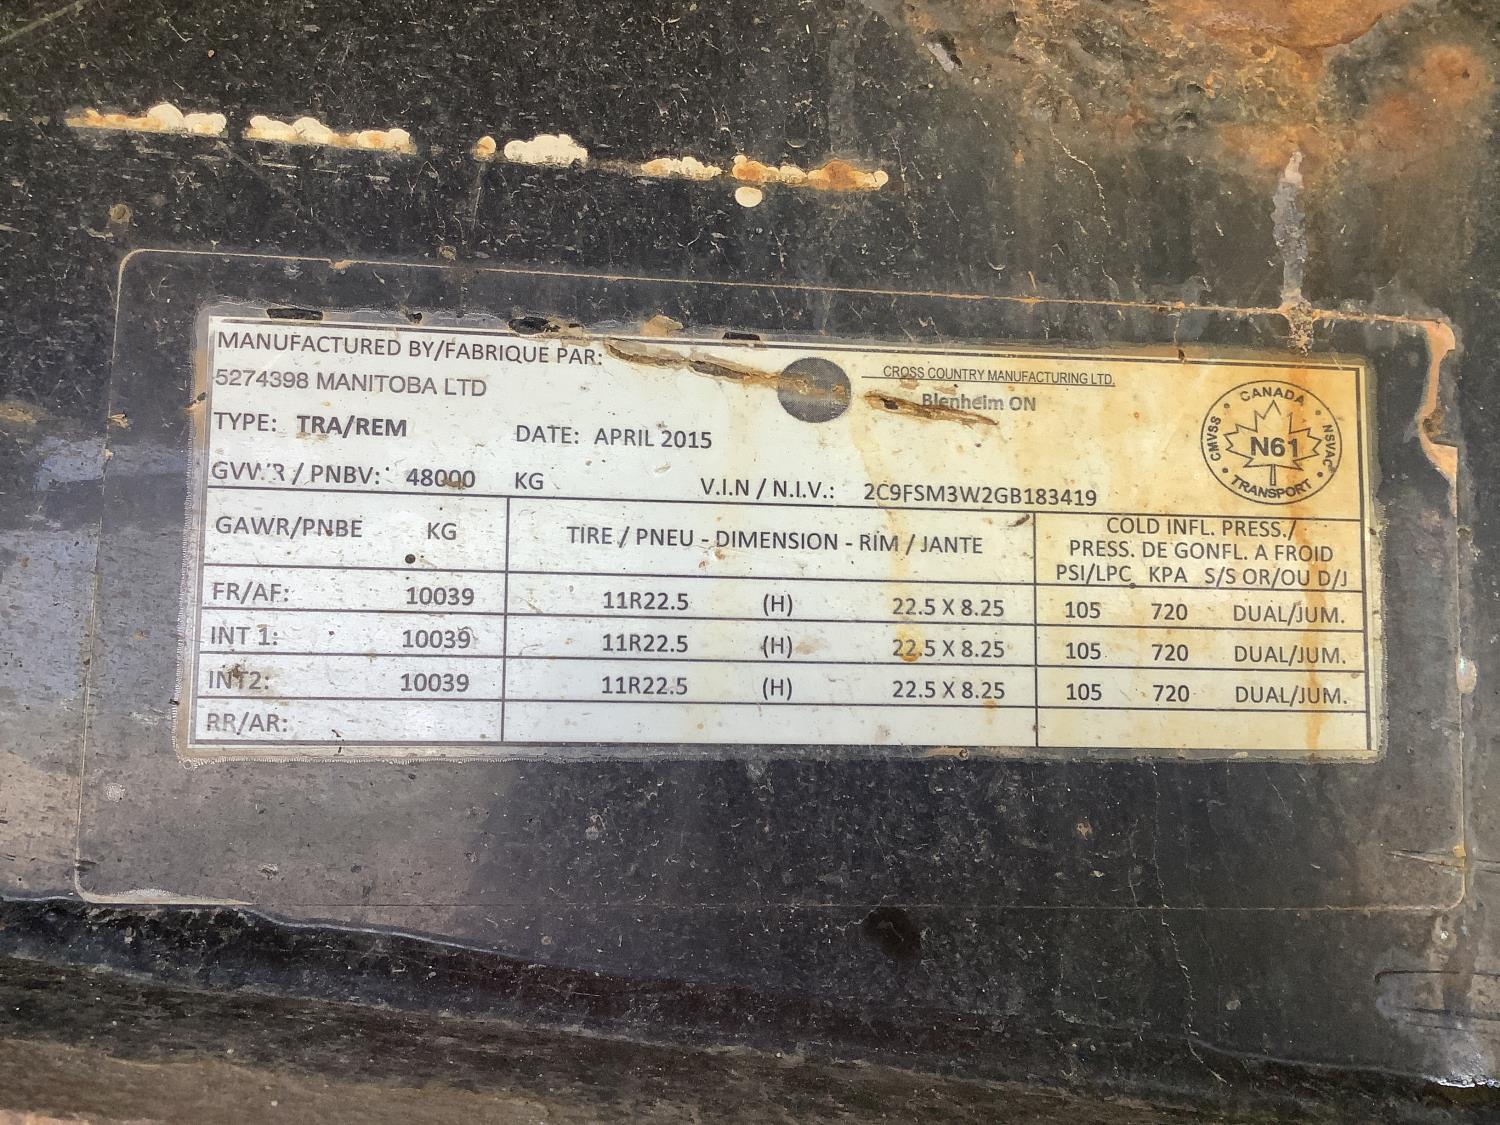 MANUFACTURED BY/FABRIQUE PAR:
5274398 MANITOBA LTD
CROSS COUNTRY MANUFACTURING LTD.
Blenheim ON
TYPE: TRA/REM
DATE: APRIL 2015
CANADA
CMVSS
NSVAC
N61
TRANSPORT
GVWR / PNBV: 48000 KG
V.I.N / N.I.V.: 2C9FSM3W2GB183419
GAWR/PNBE KG
TIRE / PNEU - DIMENSION - RIM / JANTE
COLD INFL. PRESS./
PRESS. DE GONFL. A FROID
PSI/LPC KPA S/S OR/OU D/J
FR/AF: 10039 11R22.5 (H) 22.5 X 8.25 105 720 DUAL/JUM.
INT 1: 10039 11R22.5 (H) 22.5 X 8.25 105 720 DUAL/JUM.
INT2: 10039 11R22.5 (H) 22.5 X 8.25 105 720 DUAL/JUM.
RR/AR: